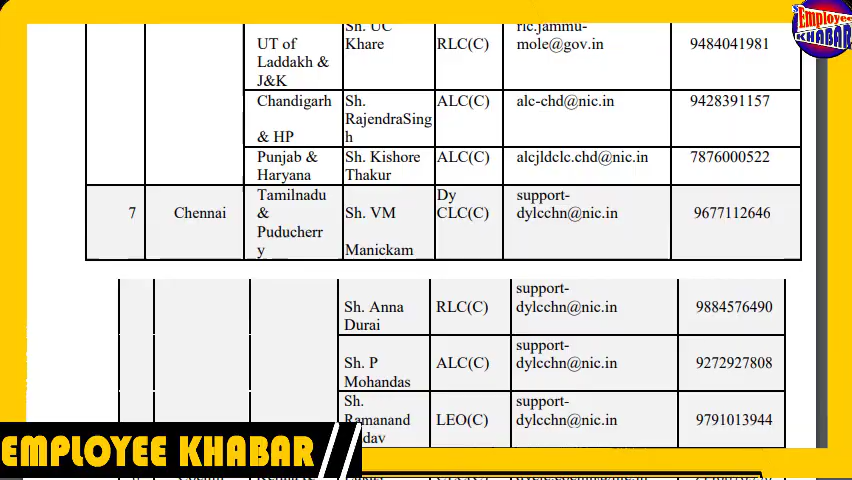 Employee
KHABAR
Sh. UC
Khare
UT of
Laddakh &
J&K
RLC(C)
ric.jammu-
mole@gov.in
9484041981
Chandigarh
& HP
Sh.
RajendraSing
h
ALC(C)
alc-chd@nic.in
9428391157
Punjab &
Haryana
Sh. Kishore
Thakur
ALC(C)
alcjldclc.chd@nic.in
7876000522
7
Chennai
Tamilnadu
&
Puducherr
y
Sh. VM
Manickam
Dy
CLC(C)
support-
dylcchn@nic.in
9677112646
Sh. Anna
Durai
RLC(C)
support-
dylcchn@nic.in
9884576490
Sh. P
Mohandas
ALC(C)
support-
dylcchn@nic.in
9272927808
Sh.
Ramanand
LEO(C)
support-
dylcchn@nic.in
9791013944
EMPLOYEE KHABAR